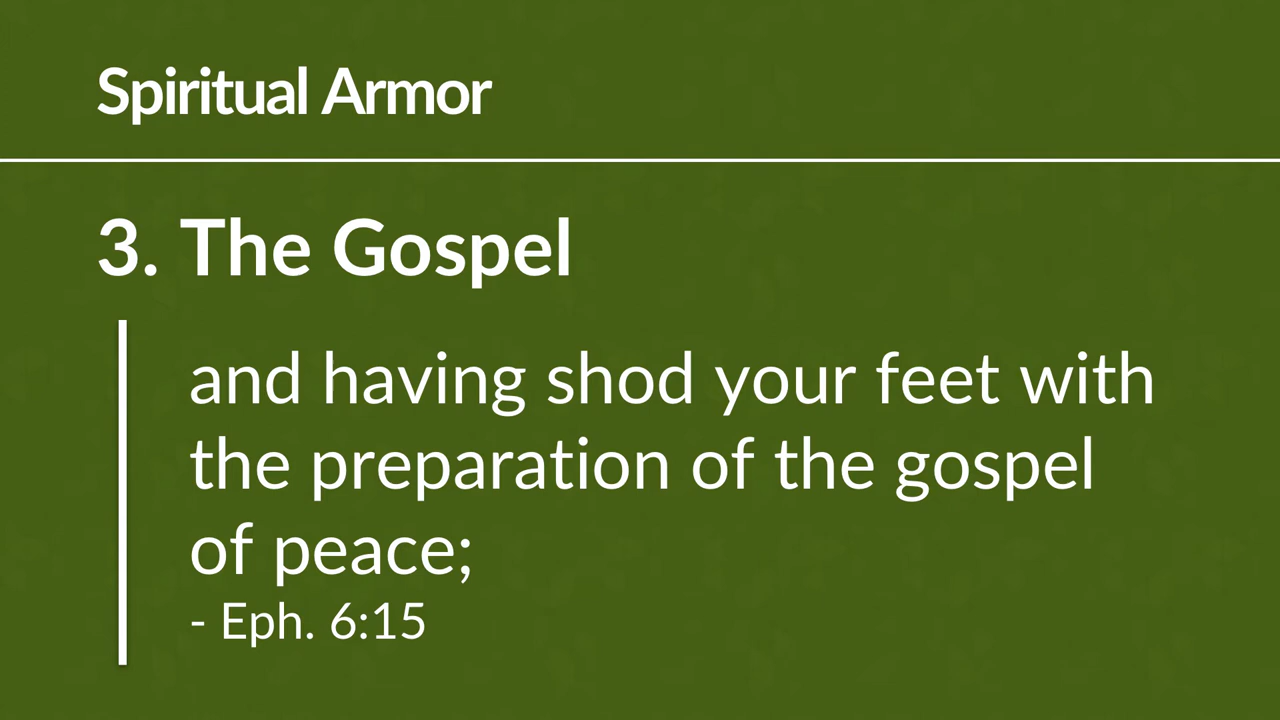 Spiritual Armor
3. The Gospel
and having shod your feet with
the preparation of the gospel
of peace;
- Eph. 6:15